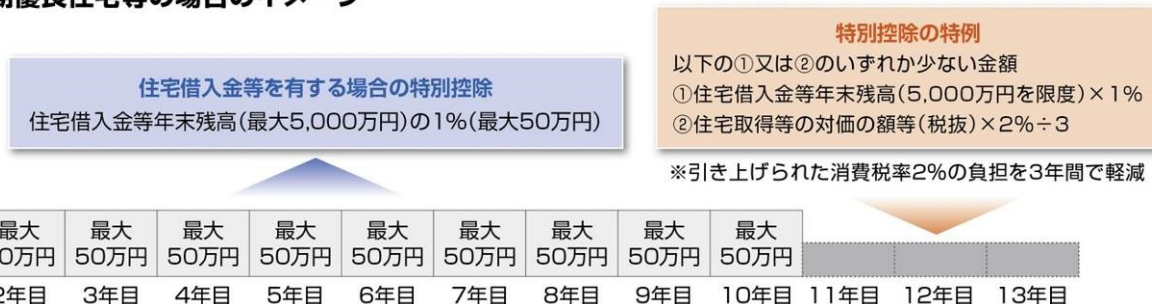 特別控除の特例
以下の①又は②のいずれか少ない金額
①住宅借入金等年末残高(5,000万円を限度)×1%
②住宅取得等の対価の額等(税抜)×2%÷3
※引き上げられた消費税率2%の負担を3年間で軽減
住宅借入金等を有する場合の特別控除
住宅借入金等年末残高(最大5,000万円)の1%(最大50万円)
最大 最大 最大 最大 最大 最大 最大 最大 最大
0万円 50万円 50万円 50万円 50万円 50万円 50万円 50万円 50万円
2年目 3年目 4年目 5年目 6年目 7年目 8年目 9年目 10年目 11年目 12年目 13年目